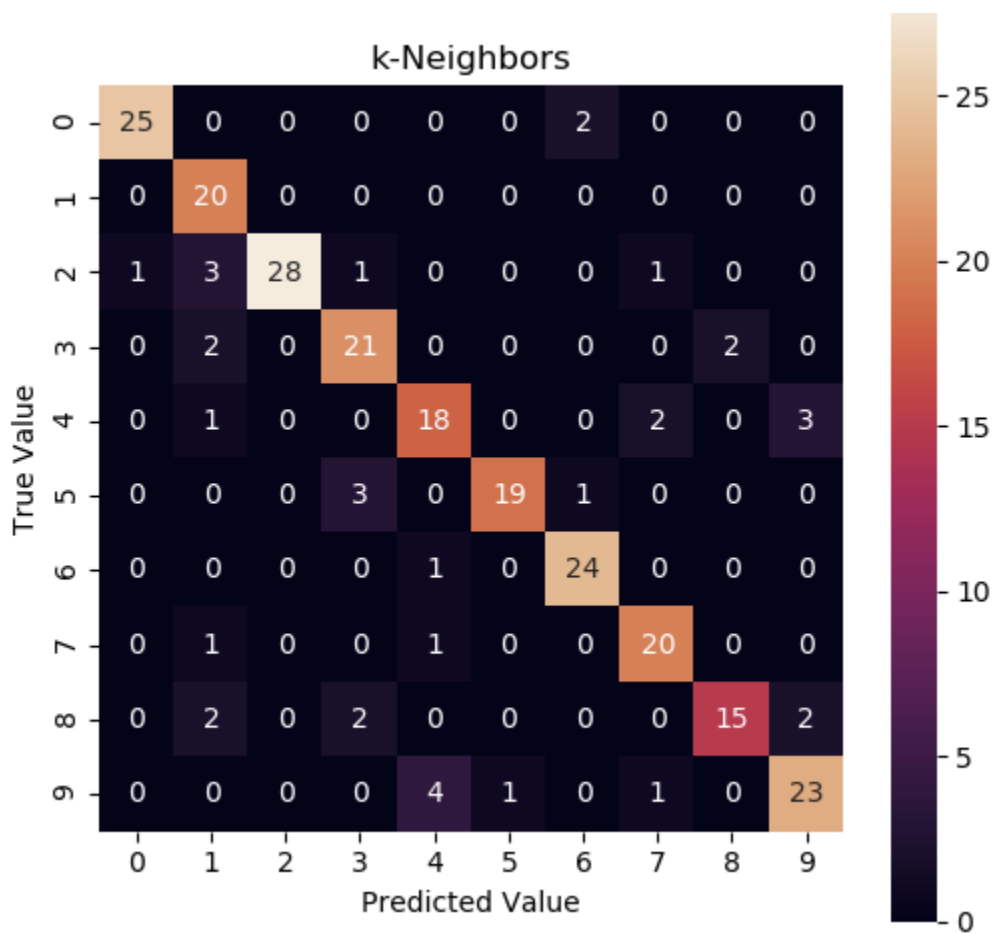 k-Neighbors
0 25 0 0 0 0 0 2 0 0 0
1 0 20 0 0 0 0 0 0 0 0
2 1 3 28 1 0 0 0 1 0 0
3 0 2 0 21 0 0 0 0 2 0
4 0 1 0 0 18 0 0 2 0 3
5 0 0 0 3 0 19 1 0 0 0
6 0 0 0 0 1 0 24 0 0 0
7 0 1 0 0 1 0 0 20 0 0
8 0 2 0 2 0 0 0 0 15 2
9 0 0 0 0 4 1 0 1 0 23
0 1 2 3 4 5 6 7 8 9
Predicted Value
True Value
25
20
15
10
5
0